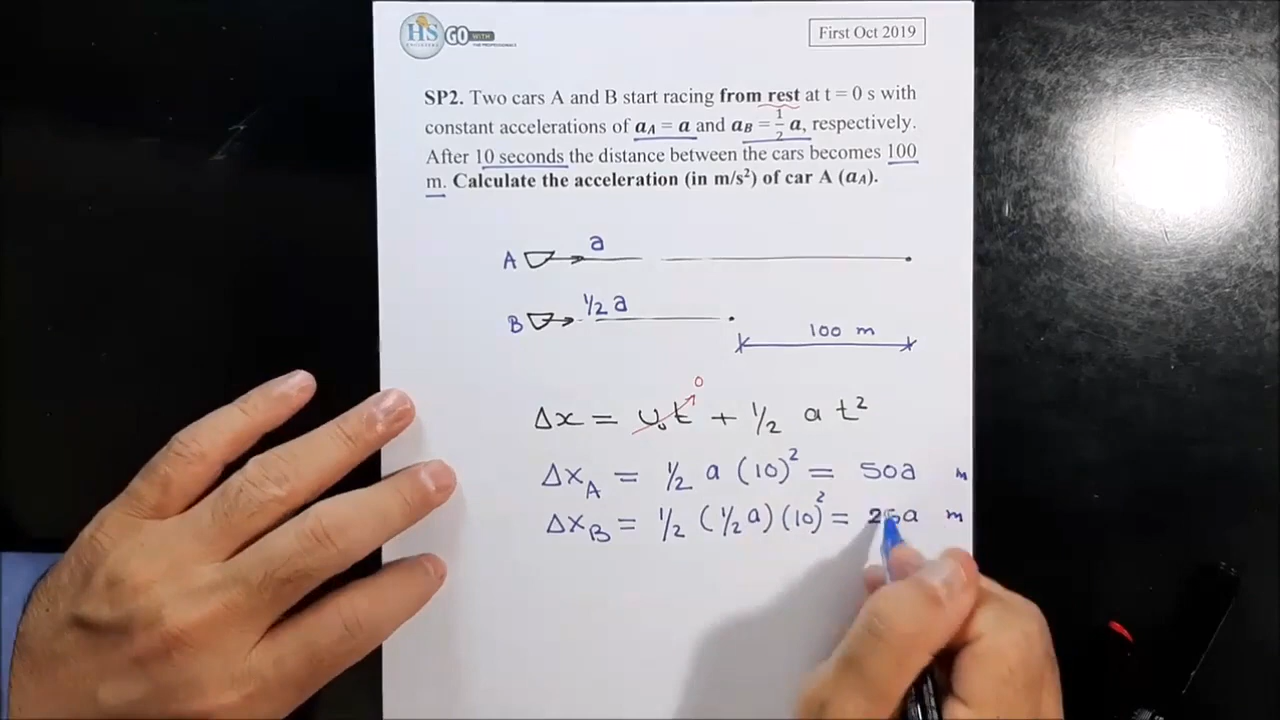 HS GO WITH
First Oct 2019
SP2. Two cars A and B start racing from rest at t = 0 s with
constant accelerations of aA = a and aB = 1/2 a, respectively.
After 10 seconds the distance between the cars becomes 100
m. Calculate the acceleration (in m/s²) of car A (aA).
A a
B 1/2 a
100 m
0
Δx = v₀t + 1/2 a t²
ΔxA = 1/2 a (10)² = 50a m
ΔxB = 1/2 (1/2 a) (10)² = 25a m